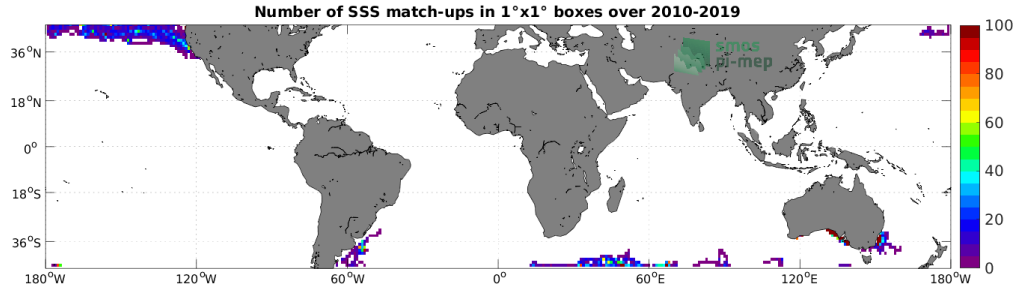 Number of SSS match-ups in 1°x1° boxes over 2010-2019
smos
pi-mep
36°N
18°N
0°
18°S
36°S
180°W
120°W
60°W
0°
60°E
120°E
180°W
100
80
60
40
20
0